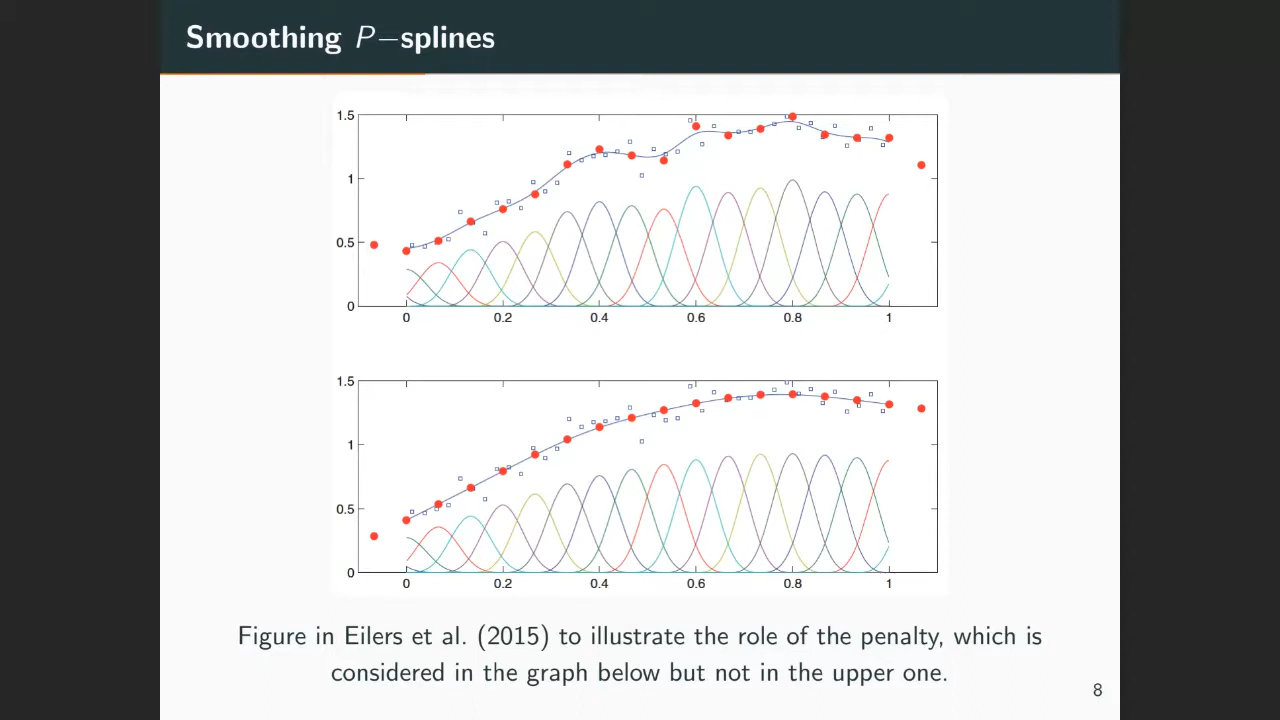 Smoothing P−splines
1.5
1
0.5
0
0 0.2 0.4 0.6 0.8 1
1.5
1
0.5
0
0 0.2 0.4 0.6 0.8 1
Figure in Eilers et al. (2015) to illustrate the role of the penalty, which is
considered in the graph below but not in the upper one.
8